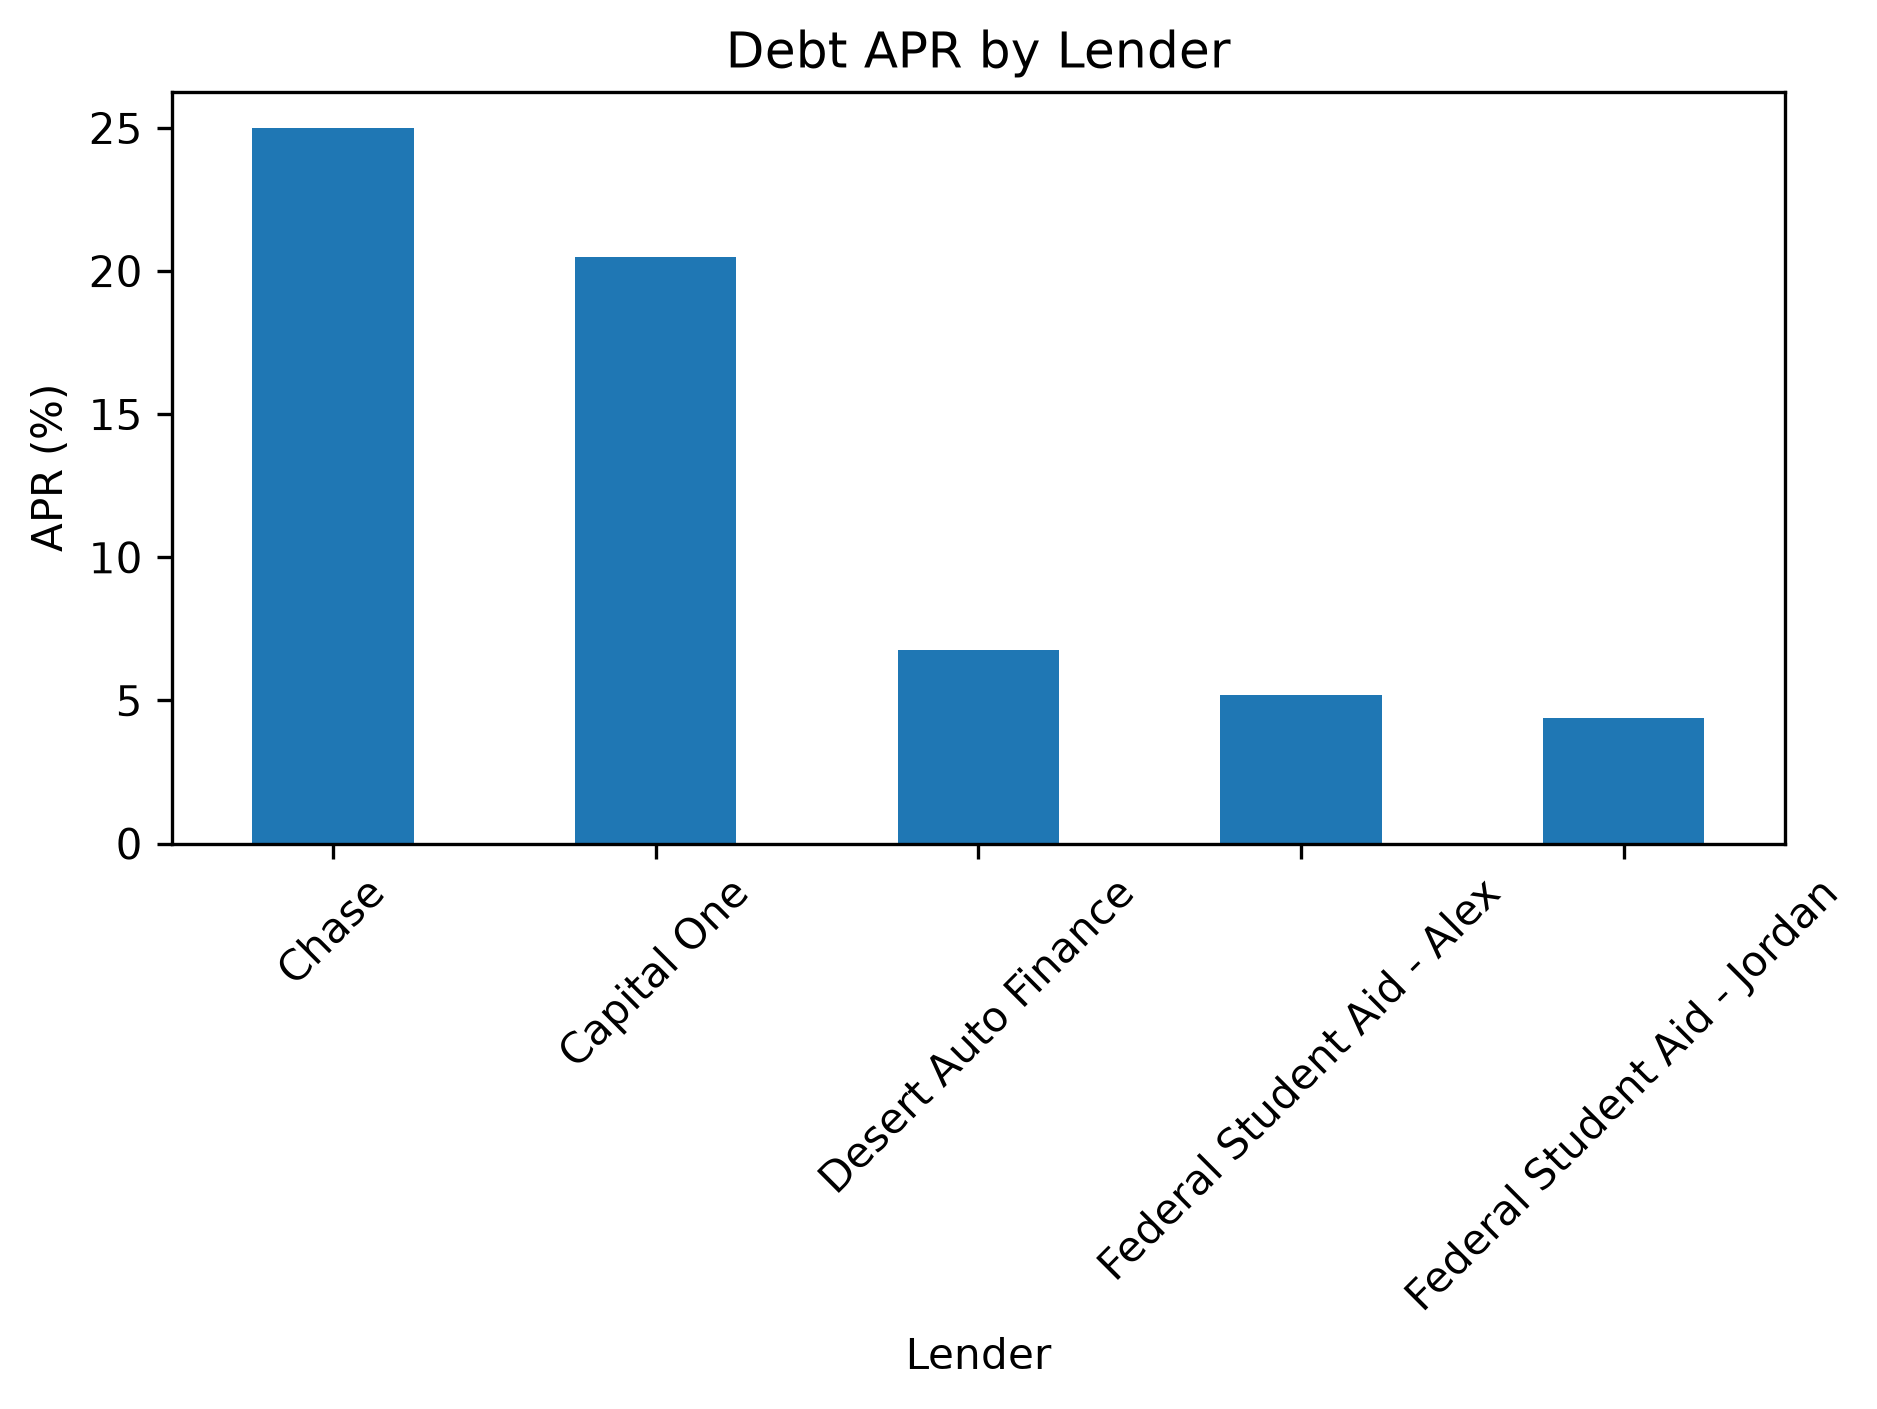 Debt APR by Lender
APR (%)
25
20
15
10
5
0
Chase
Capital One
Desert Auto Finance
Federal Student Aid - Alex
Federal Student Aid - Jordan
Lender